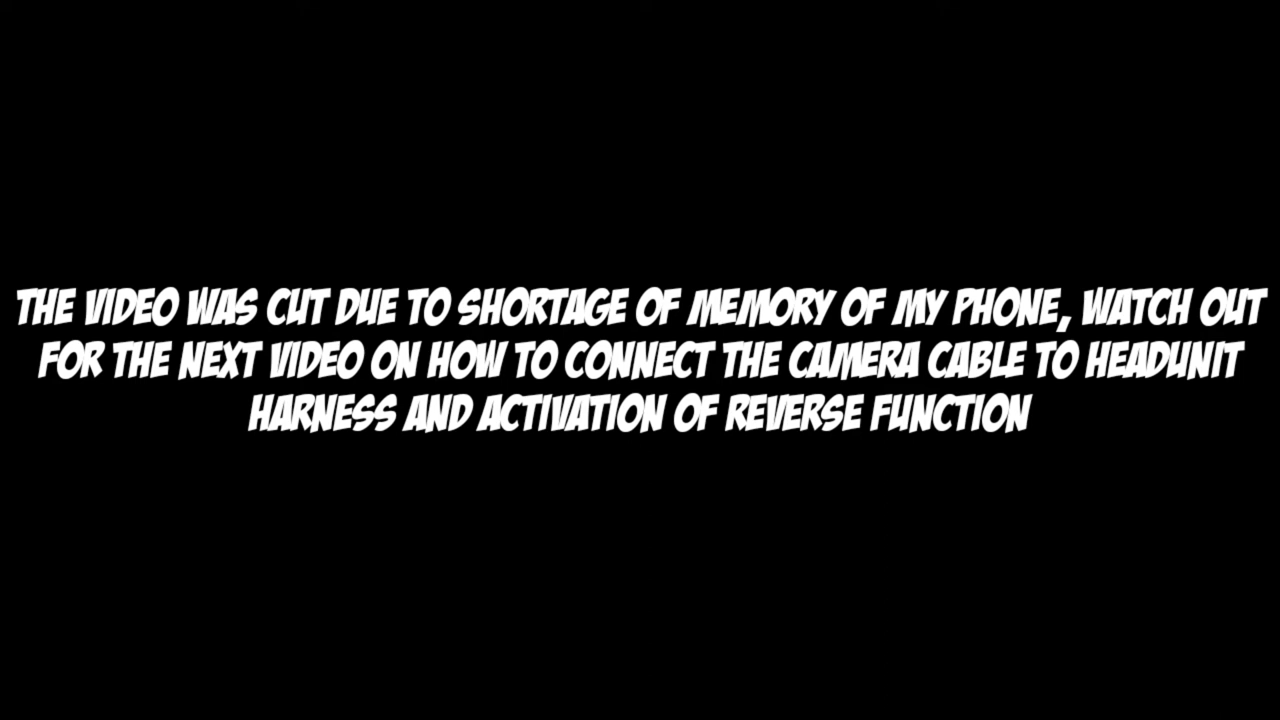 THE VIDEO WAS CUT DUE TO SHORTAGE OF MEMORY OF MY PHONE, WATCH OUT
FOR THE NEXT VIDEO ON HOW TO CONNECT THE CAMERA CABLE TO HEADUNIT
HARNESS AND ACTIVATION OF REVERSE FUNCTION